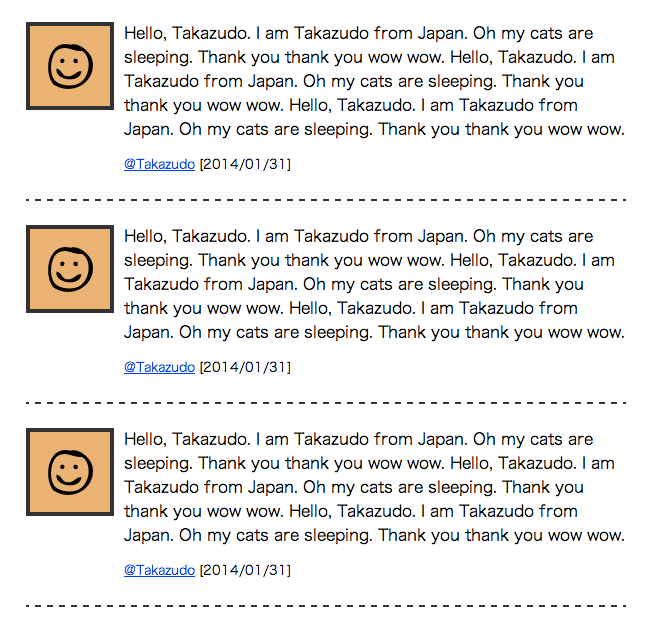 Hello, Takazudo. I am Takazudo from Japan. Oh my cats are
sleeping. Thank you thank you wow wow. Hello, Takazudo. I am
Takazudo from Japan. Oh my cats are sleeping. Thank you
thank you wow wow. Hello, Takazudo. I am Takazudo from
Japan. Oh my cats are sleeping. Thank you thank you wow wow.
@Takazudo [2014/01/31]
Hello, Takazudo. I am Takazudo from Japan. Oh my cats are
sleeping. Thank you thank you wow wow. Hello, Takazudo. I am
Takazudo from Japan. Oh my cats are sleeping. Thank you
thank you wow wow. Hello, Takazudo. I am Takazudo from
Japan. Oh my cats are sleeping. Thank you thank you wow wow.
@Takazudo [2014/01/31]
Hello, Takazudo. I am Takazudo from Japan. Oh my cats are
sleeping. Thank you thank you wow wow. Hello, Takazudo. I am
Takazudo from Japan. Oh my cats are sleeping. Thank you
thank you wow wow. Hello, Takazudo. I am Takazudo from
Japan. Oh my cats are sleeping. Thank you thank you wow wow.
@Takazudo [2014/01/31]